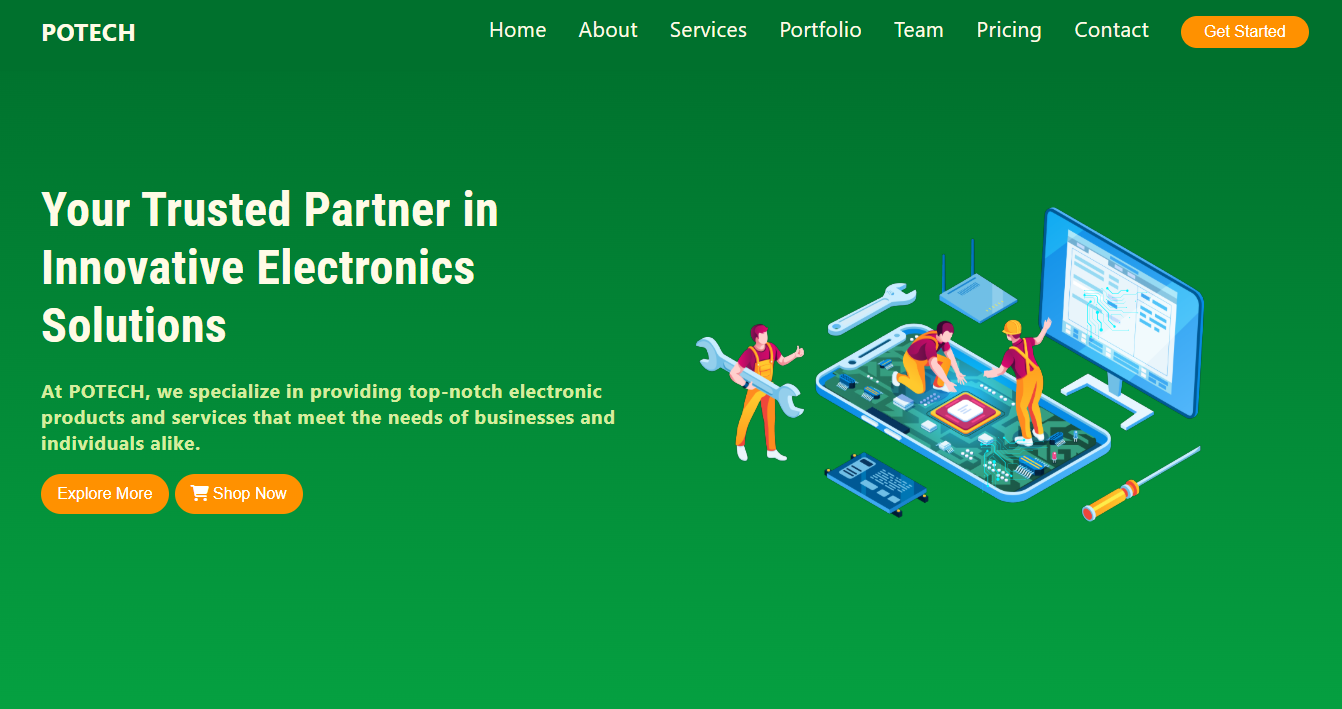 POTECH
Home About Services Portfolio Team Pricing Contact Get Started
Your Trusted Partner in
Innovative Electronics
Solutions
At POTECH, we specialize in providing top-notch electronic
products and services that meet the needs of businesses and
individuals alike.
Explore More Shop Now